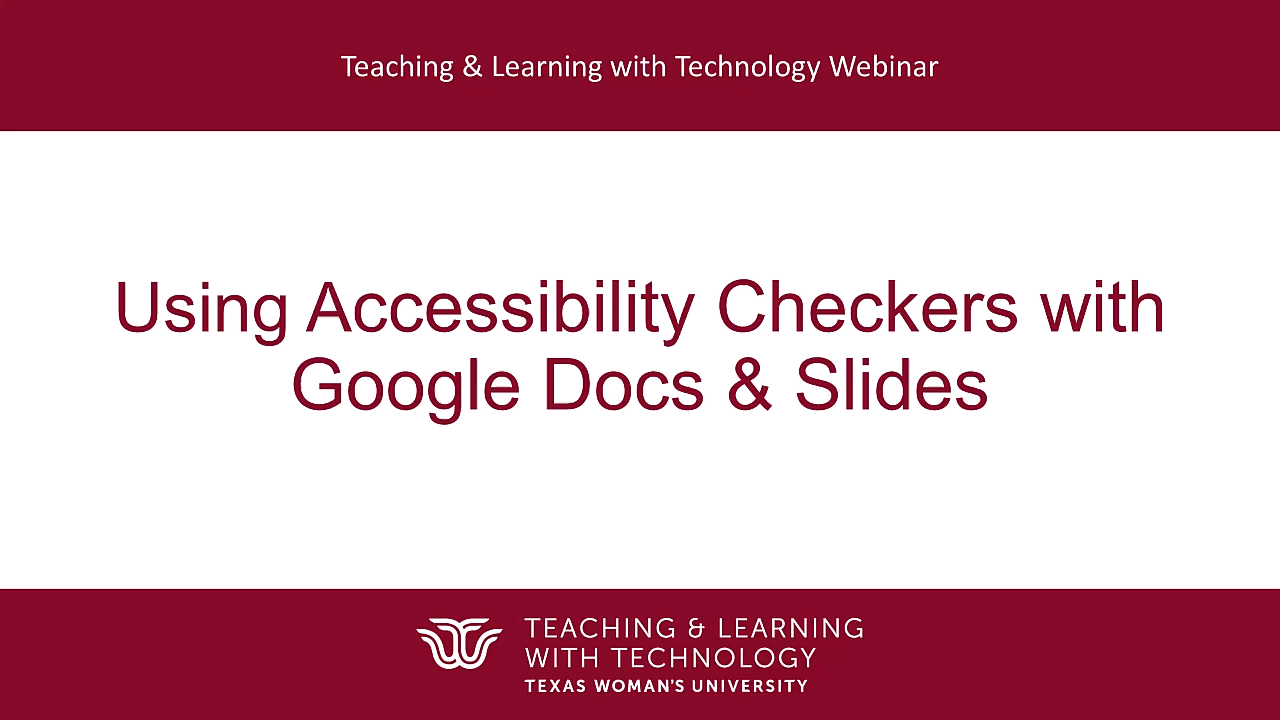 Teaching & Learning with Technology Webinar
Using Accessibility Checkers with
Google Docs & Slides
TEACHING & LEARNING
WITH TECHNOLOGY
TEXAS WOMAN'S UNIVERSITY